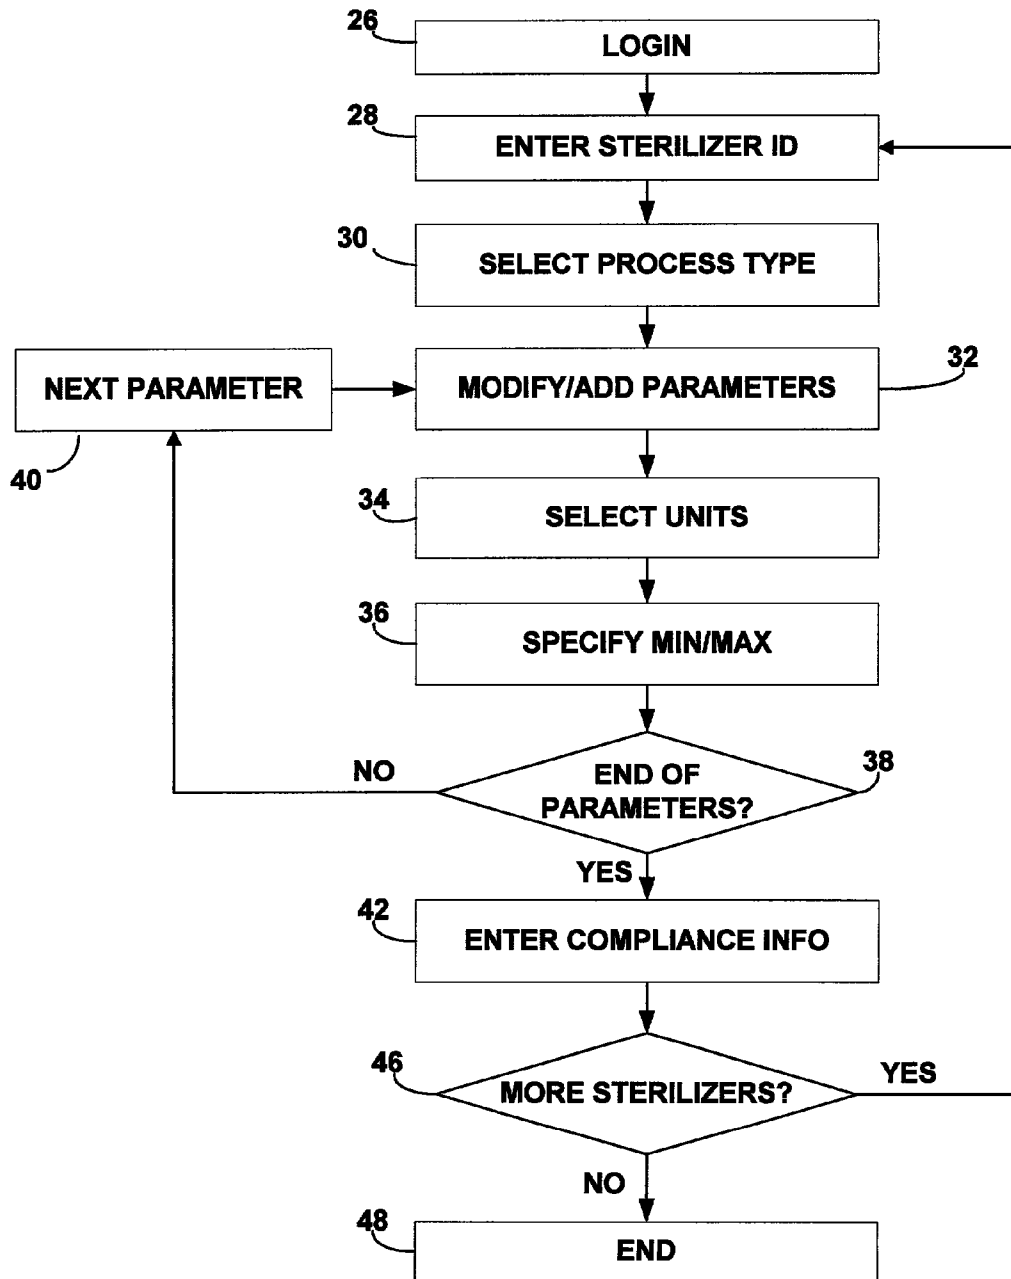 26
LOGIN
28
ENTER STERILIZER ID
30
SELECT PROCESS TYPE
NEXT PARAMETER
MODIFY/ADD PARAMETERS
32
40
34
SELECT UNITS
36
SPECIFY MIN/MAX
NO
END OF
PARAMETERS?
38
YES
42
ENTER COMPLIANCE INFO
46
MORE STERILIZERS?
YES
NO
48
END